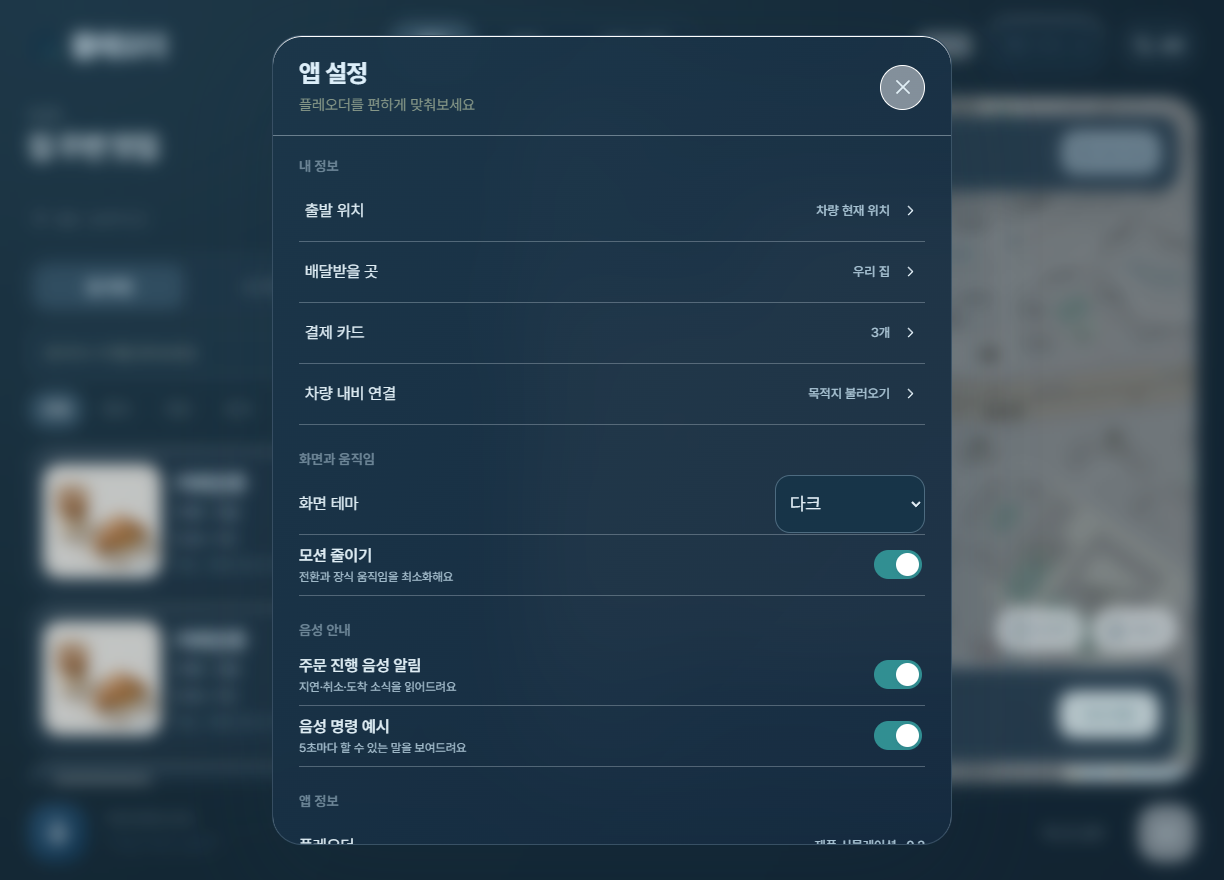 앱 설정
플레오더를 편하게 맞춰보세요
내 정보
출발 위치 차량 현재 위치
배달받을 곳 우리 집
결제 카드 3개
차량 내비 연결 목적지 불러오기
화면과 움직임
화면 테마 다크
모션 줄이기
전환과 장식 움직임을 최소화해요
음성 안내
주문 진행 음성 알림
지연·취소·도착 소식을 읽어드려요
음성 명령 예시
5초마다 할 수 있는 말을 보여드려요
앱 정보
플레오더